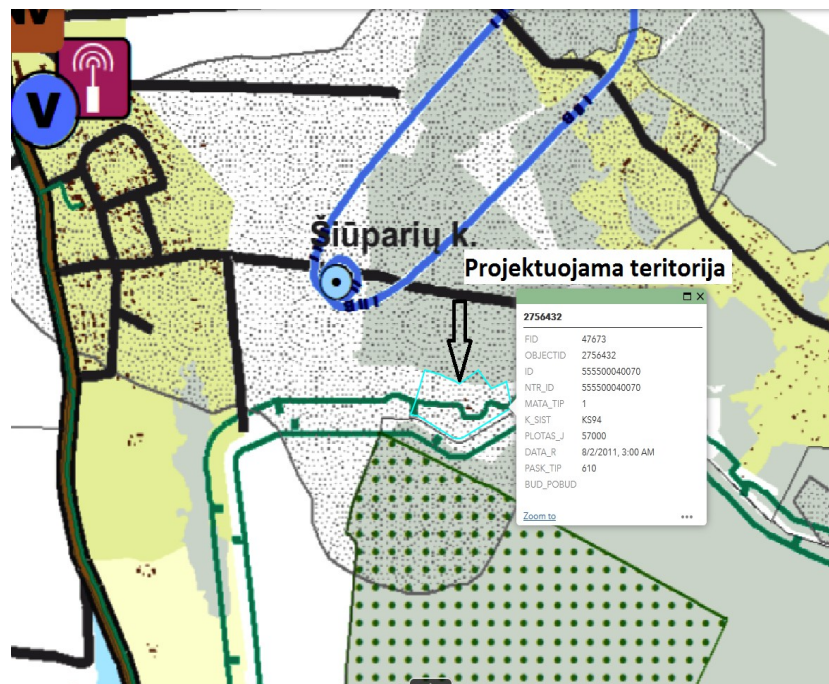 V
Šiūparių k.
Projektuojama teritorija
2756432
FID 47673
OBJECTID 2756432
ID 555500040070
NTR_ID 555500040070
MATA_TIP 1
K_SIST KS94
PLOTAS_J 57000
DATA_R 8/2/2011, 3:00 AM
PASK_TIP 610
BUD_POBUD
Zoom to